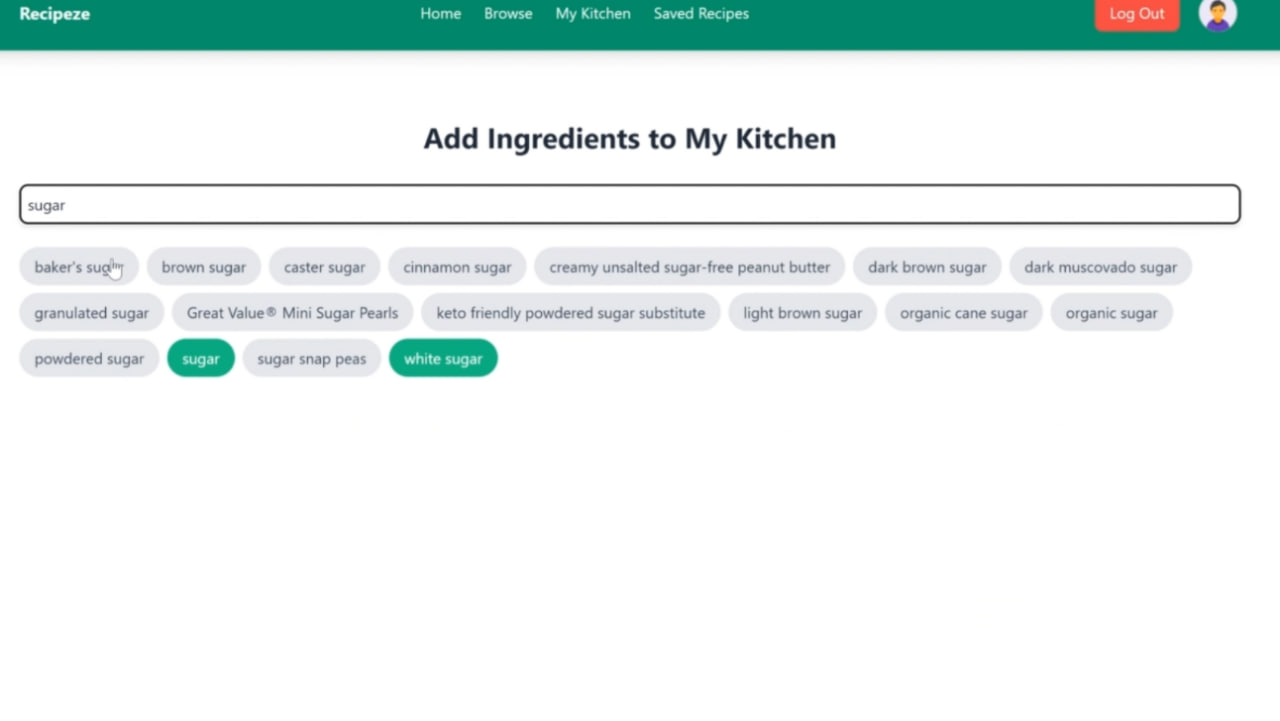 Recipeze Home Browse My Kitchen Saved Recipes Log Out
Add Ingredients to My Kitchen
sugar
baker's sugar brown sugar caster sugar cinnamon sugar creamy unsalted sugar-free peanut butter dark brown sugar dark muscovado sugar
granulated sugar Great Value® Mini Sugar Pearls keto friendly powdered sugar substitute light brown sugar organic cane sugar organic sugar
powdered sugar sugar sugar snap peas white sugar